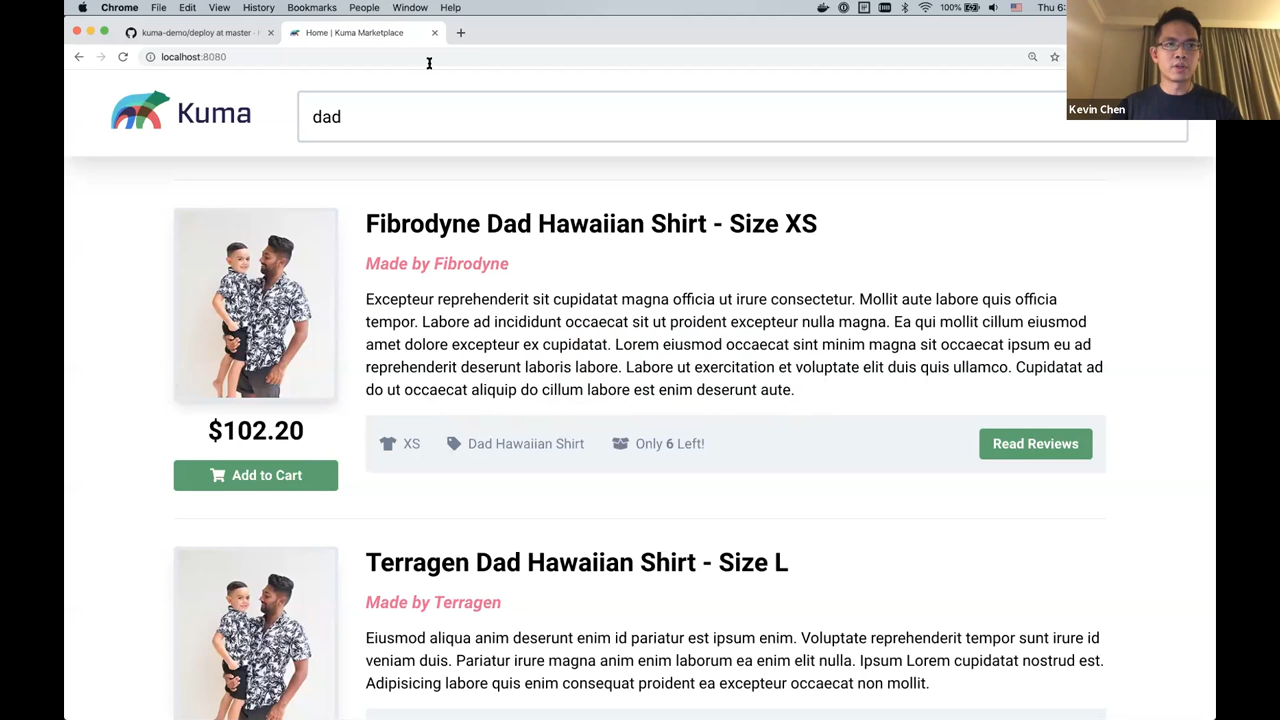 Chrome File Edit View History Bookmarks People Window Help 100% Thu 6:
kuma-demo/deploy at master · Home | Kuma Marketplace
localhost:8080
Kevin Chen
Kuma
dad
Fibrodyne Dad Hawaiian Shirt - Size XS
Made by Fibrodyne
Excepteur reprehenderit sit cupidatat magna officia ut irure consectetur. Mollit aute labore quis officia
tempor. Labore ad incididunt occaecat sit ut proident excepteur nulla magna. Ea qui mollit cillum eiusmod
amet dolore excepteur ex cupidatat. Lorem eiusmod occaecat sint minim magna sit occaecat ipsum eu ad
reprehenderit deserunt laboris labore. Labore ut exercitation et voluptate elit duis quis ullamco. Cupidatat ad
do ut occaecat aliquip do cillum labore est enim deserunt aute.
$102.20
XS Dad Hawaiian Shirt Only 6 Left! Read Reviews
Add to Cart
Terragen Dad Hawaiian Shirt - Size L
Made by Terragen
Eiusmod aliqua anim deserunt enim id pariatur est ipsum enim. Voluptate reprehenderit tempor sunt irure id
veniam duis. Pariatur irure magna anim enim laborum ea enim elit nulla. Ipsum Lorem cupidatat nostrud est.
Adipisicing labore quis enim consequat proident ea excepteur occaecat non mollit.